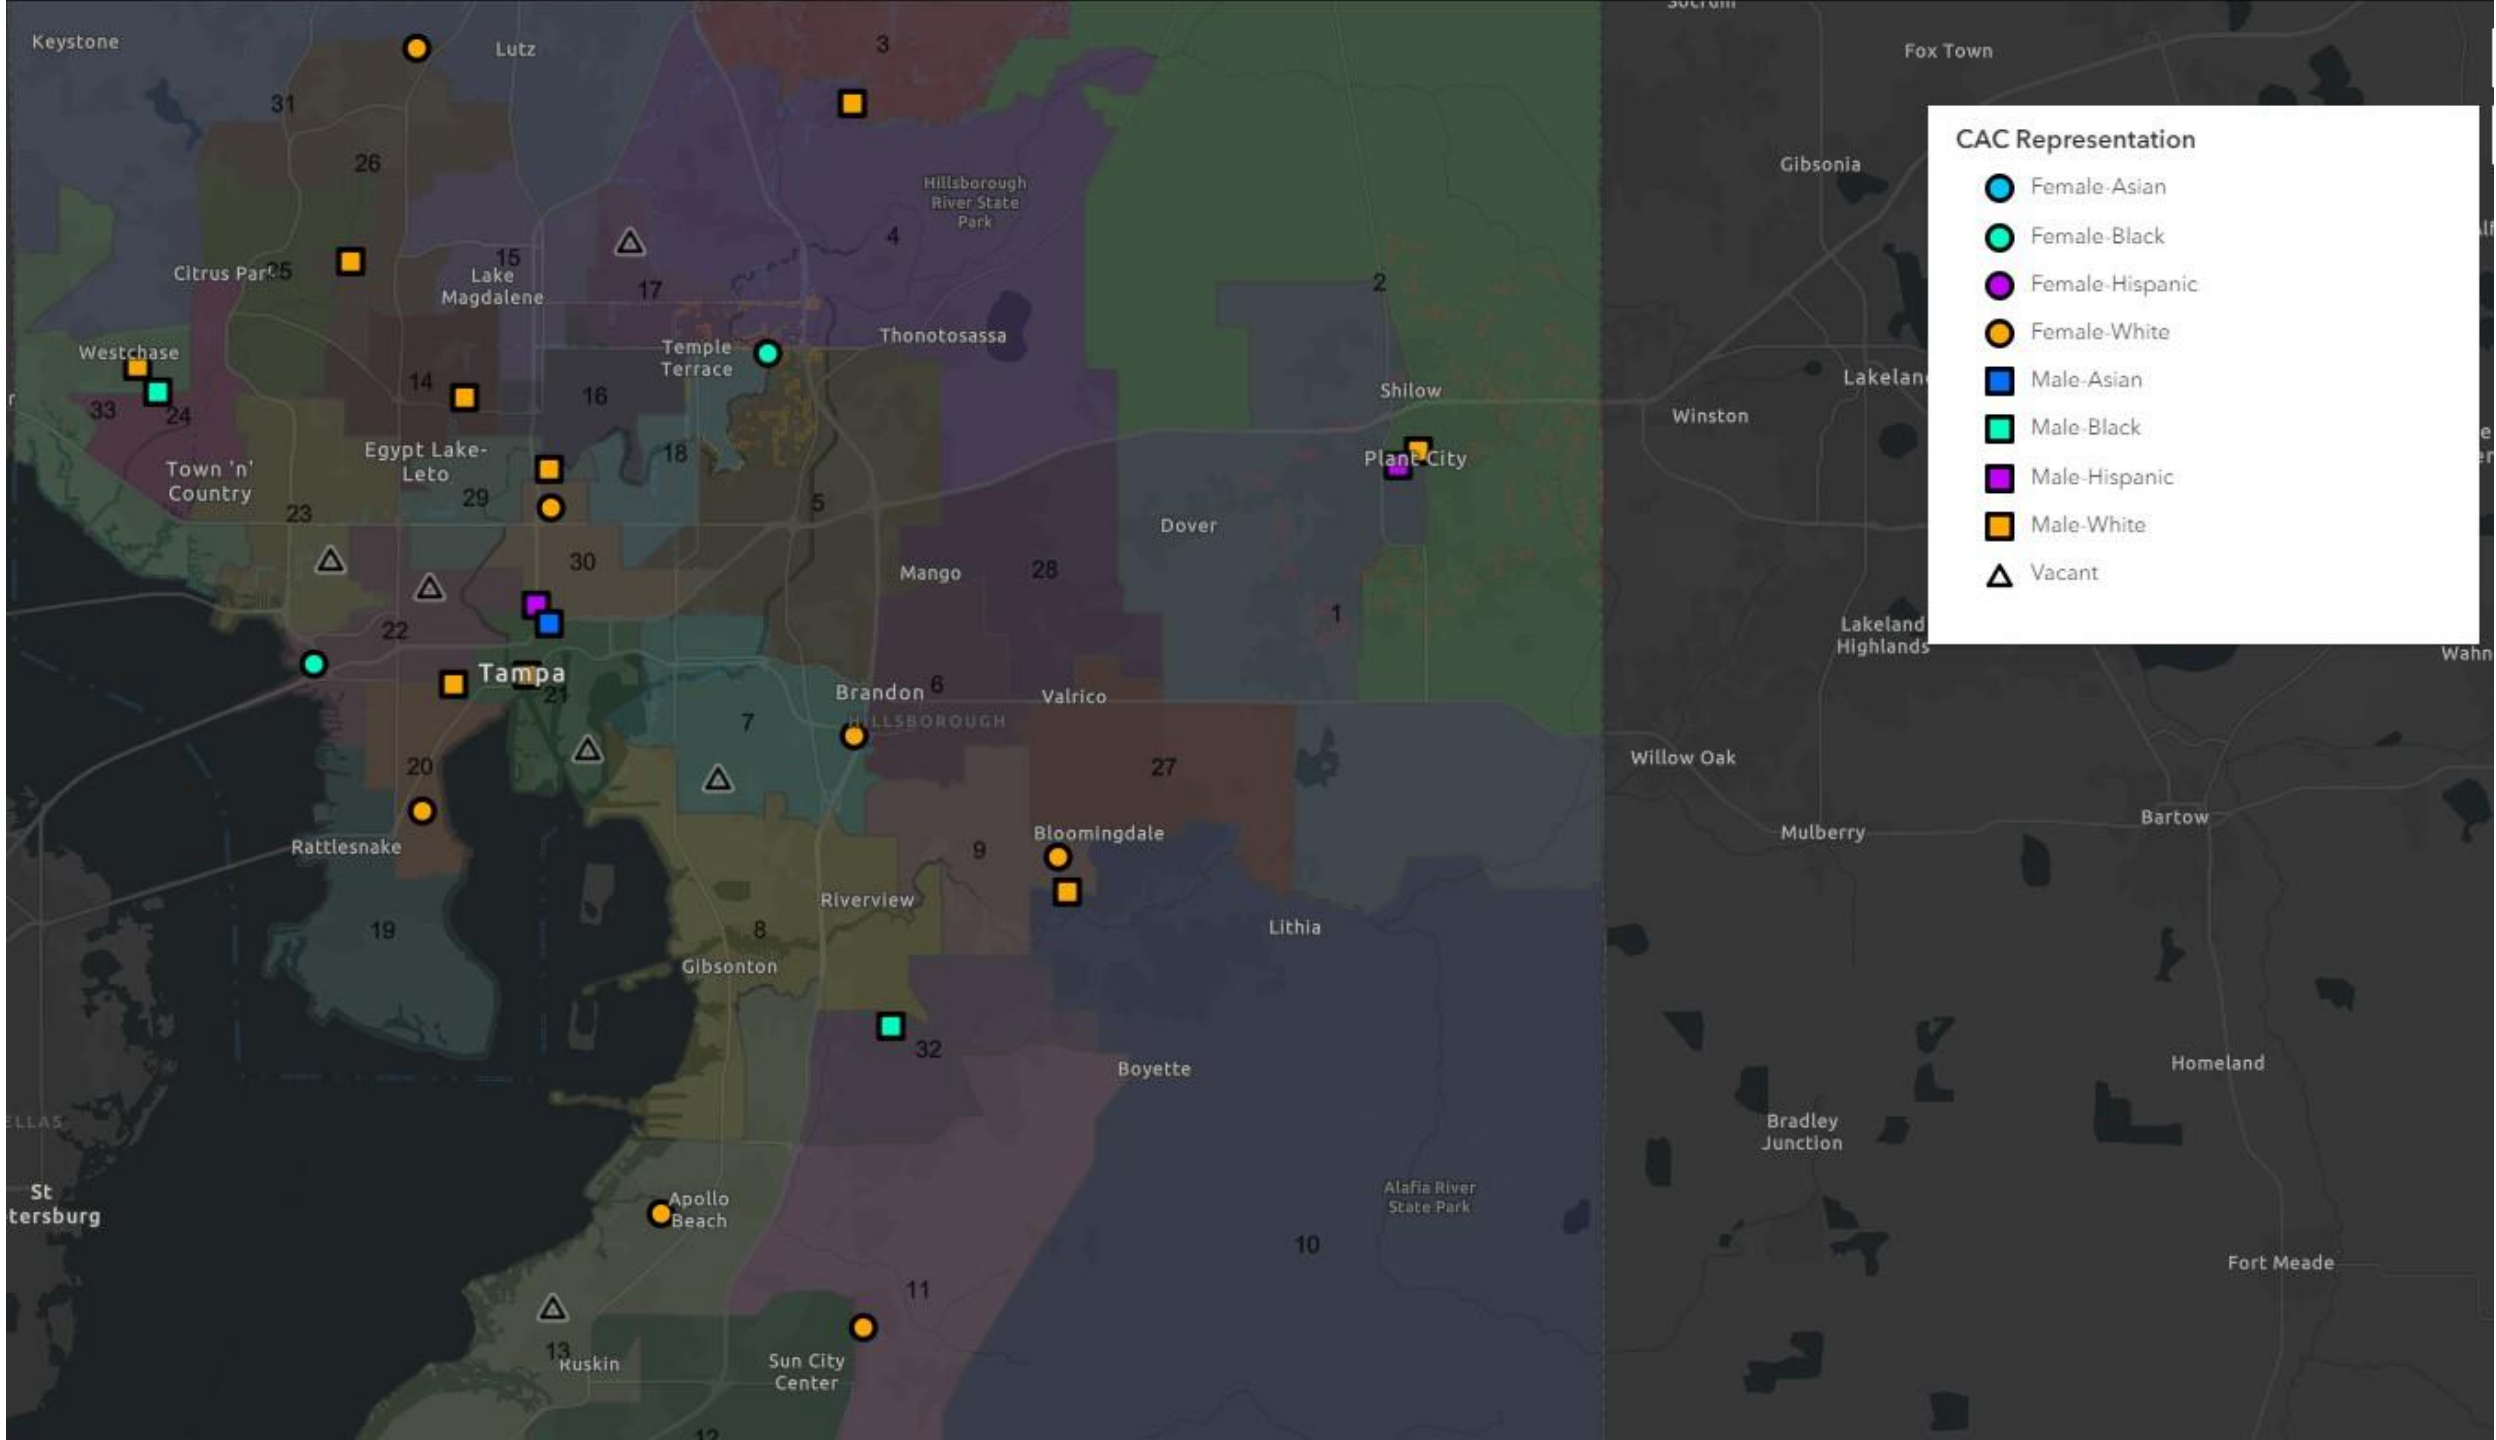 Keystone
Lutz
3
Fox Town
31
26
Gibsonia
Hillsborough
River State
Park
4
15
Lake
Magdalene
17
2
Thonotosassa
Westchase
Temple
Terrace
14
16
Shilow
33
24
Winston
Egypt Lake-
Leto
18
Plant City
Town 'n'
Country
29
23
5
Dover
30
Mango
28
1
22
Lakeland
Highlands
Tampa
21
Brandon
6
Valrico
HILLSBOROUGH
7
20
27
Willow Oak
Rattlesnake
Bloomingdale
9
Mulberry
Bartow
Riverview
19
8
Lithia
Gibsonton
32
Boyette
Homeland
Bradley
Junction
St
tersburg
Apollo
Beach
Alafia River
State Park
10
11
Fort Meade
13
Ruskin
Sun City
Center
CAC Representation
Female-Asian
Female-Black
Female-Hispanic
Female-White
Male-Asian
Male-Black
Male-Hispanic
Male-White
Vacant